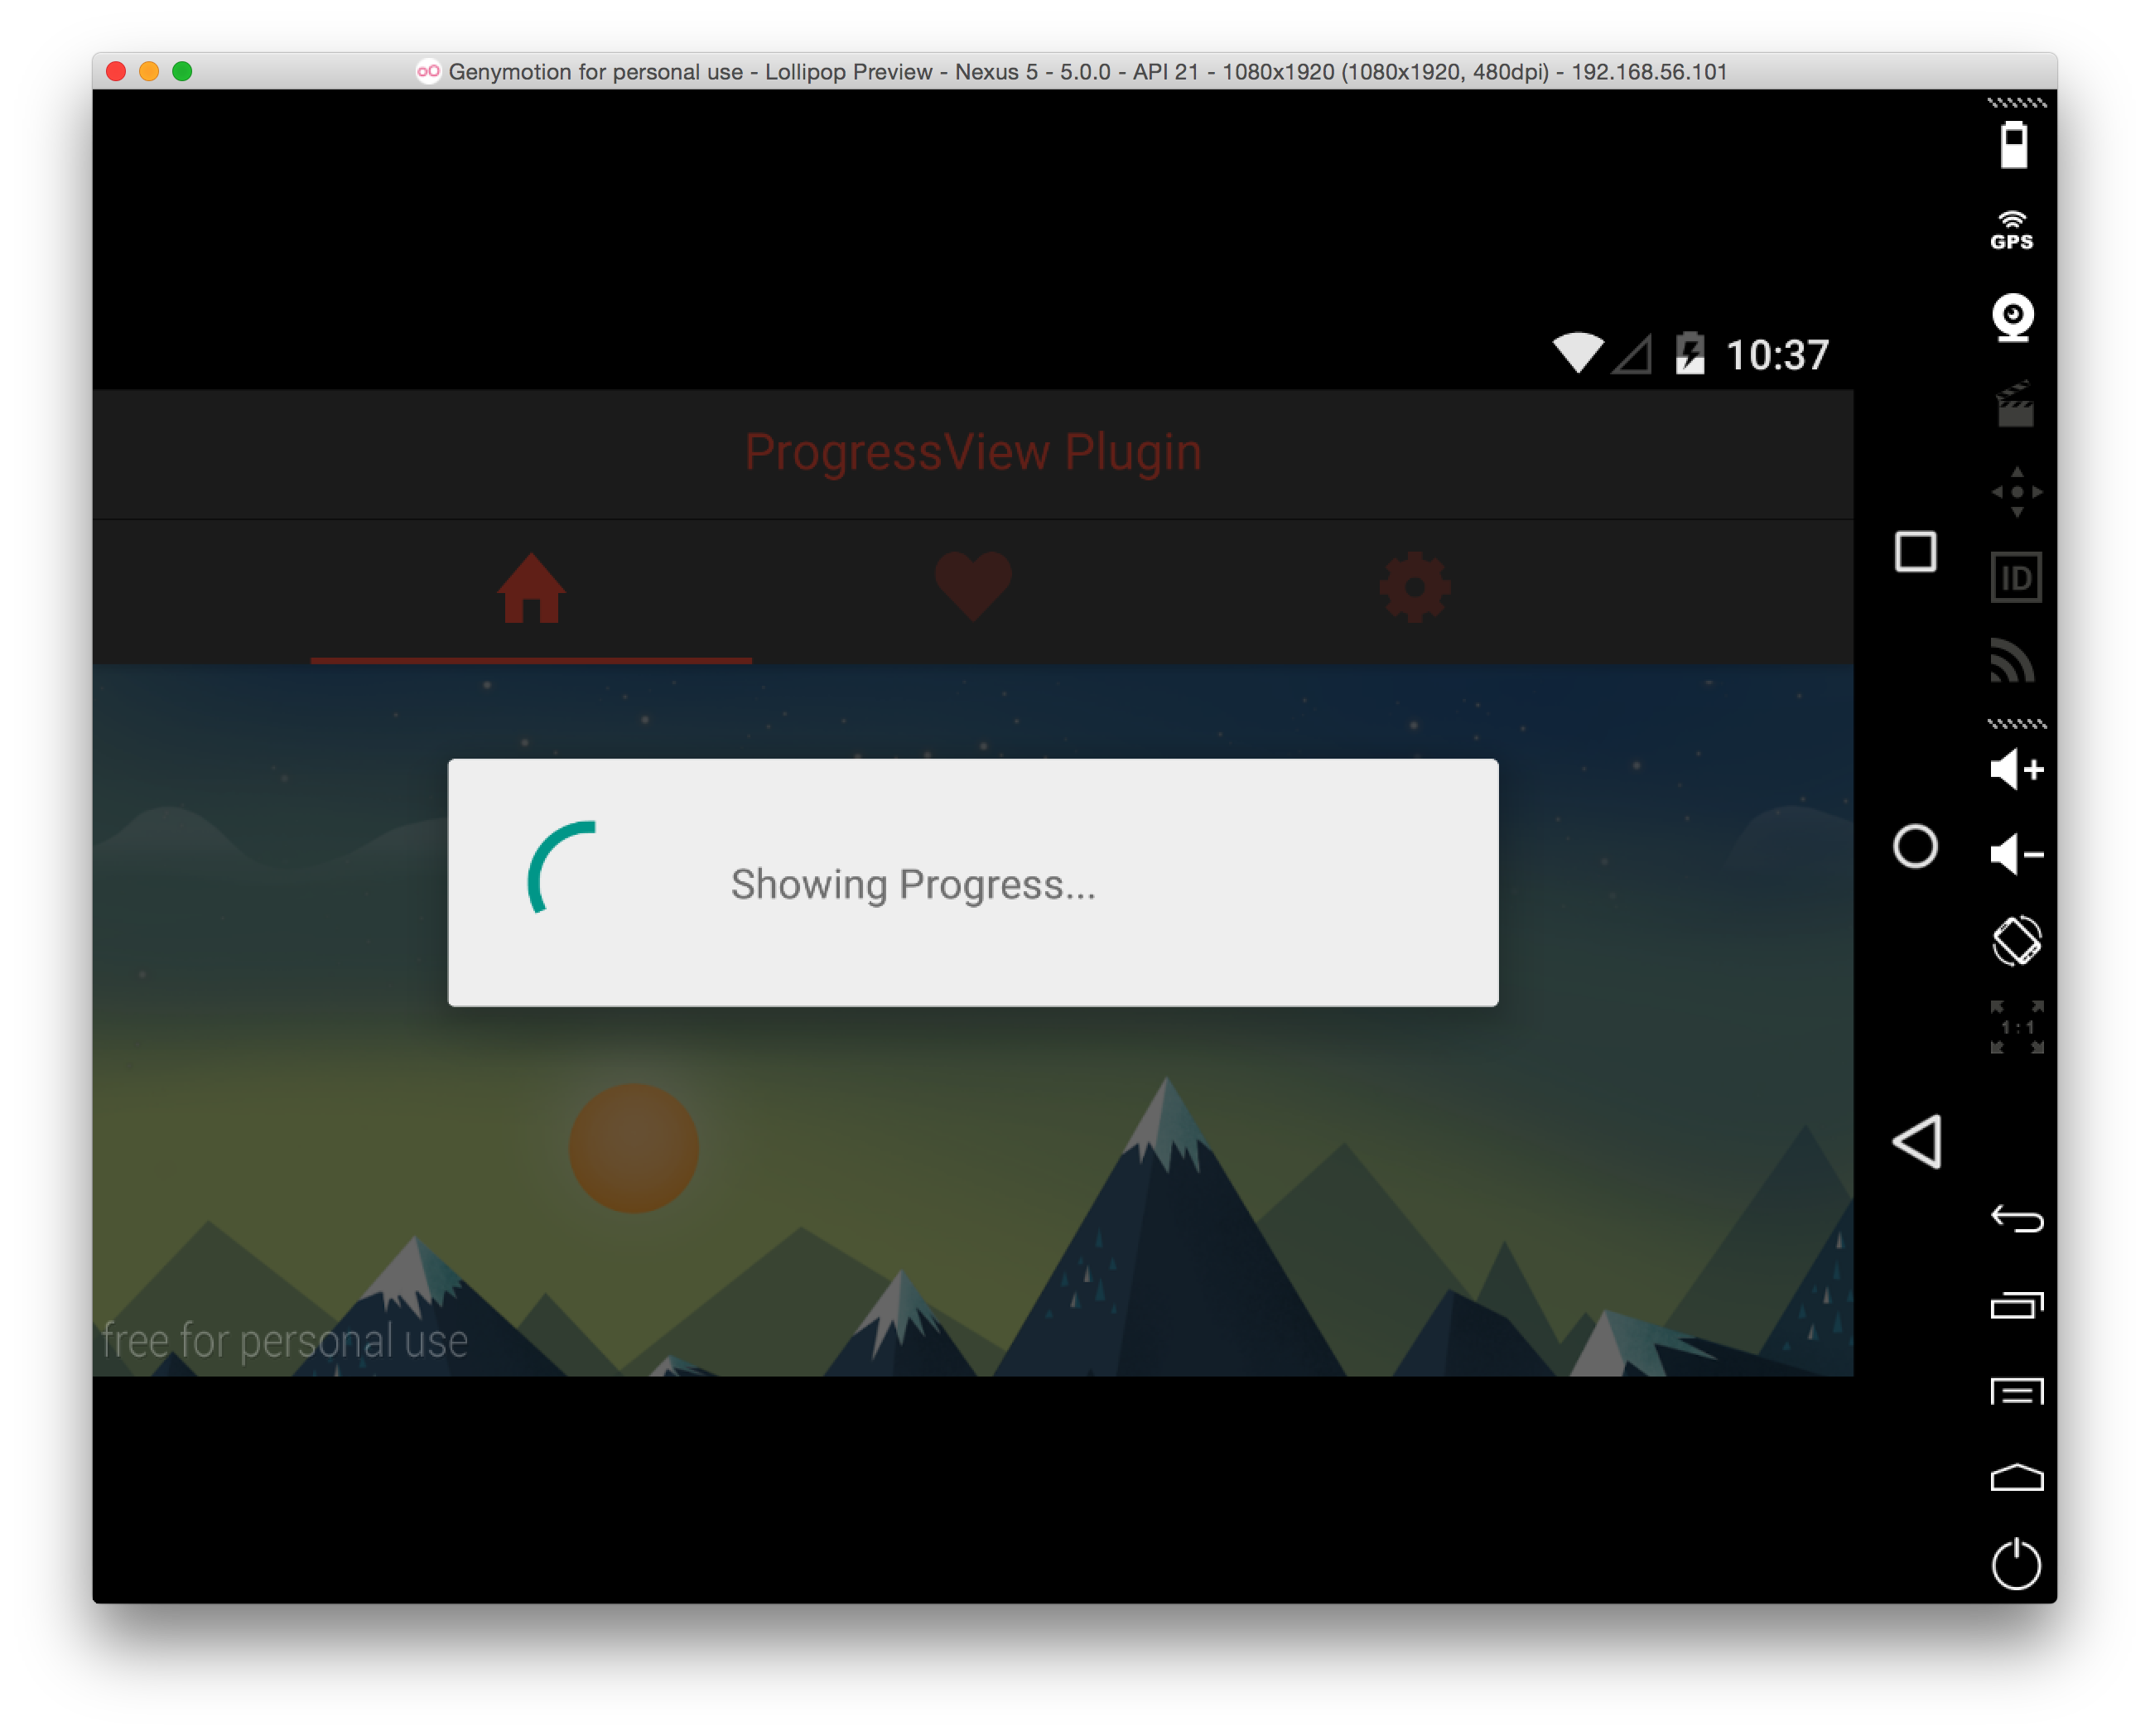 Genymotion for personal use - Lollipop Preview - Nexus 5 - 5.0.0 - API 21 - 1080x1920 (1080x1920, 480dpi) - 192.168.56.101
GPS
10:37
ProgressView Plugin
ID
Showing Progress...
1:1
free for personal use